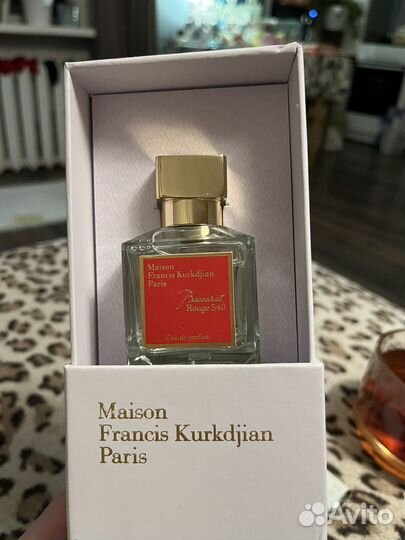 Maison
Francis Kurkdjian
Paris
Baccarat
Rouge 540
Eau de parfum
Maison
Francis Kurkdjian
Paris
Avito